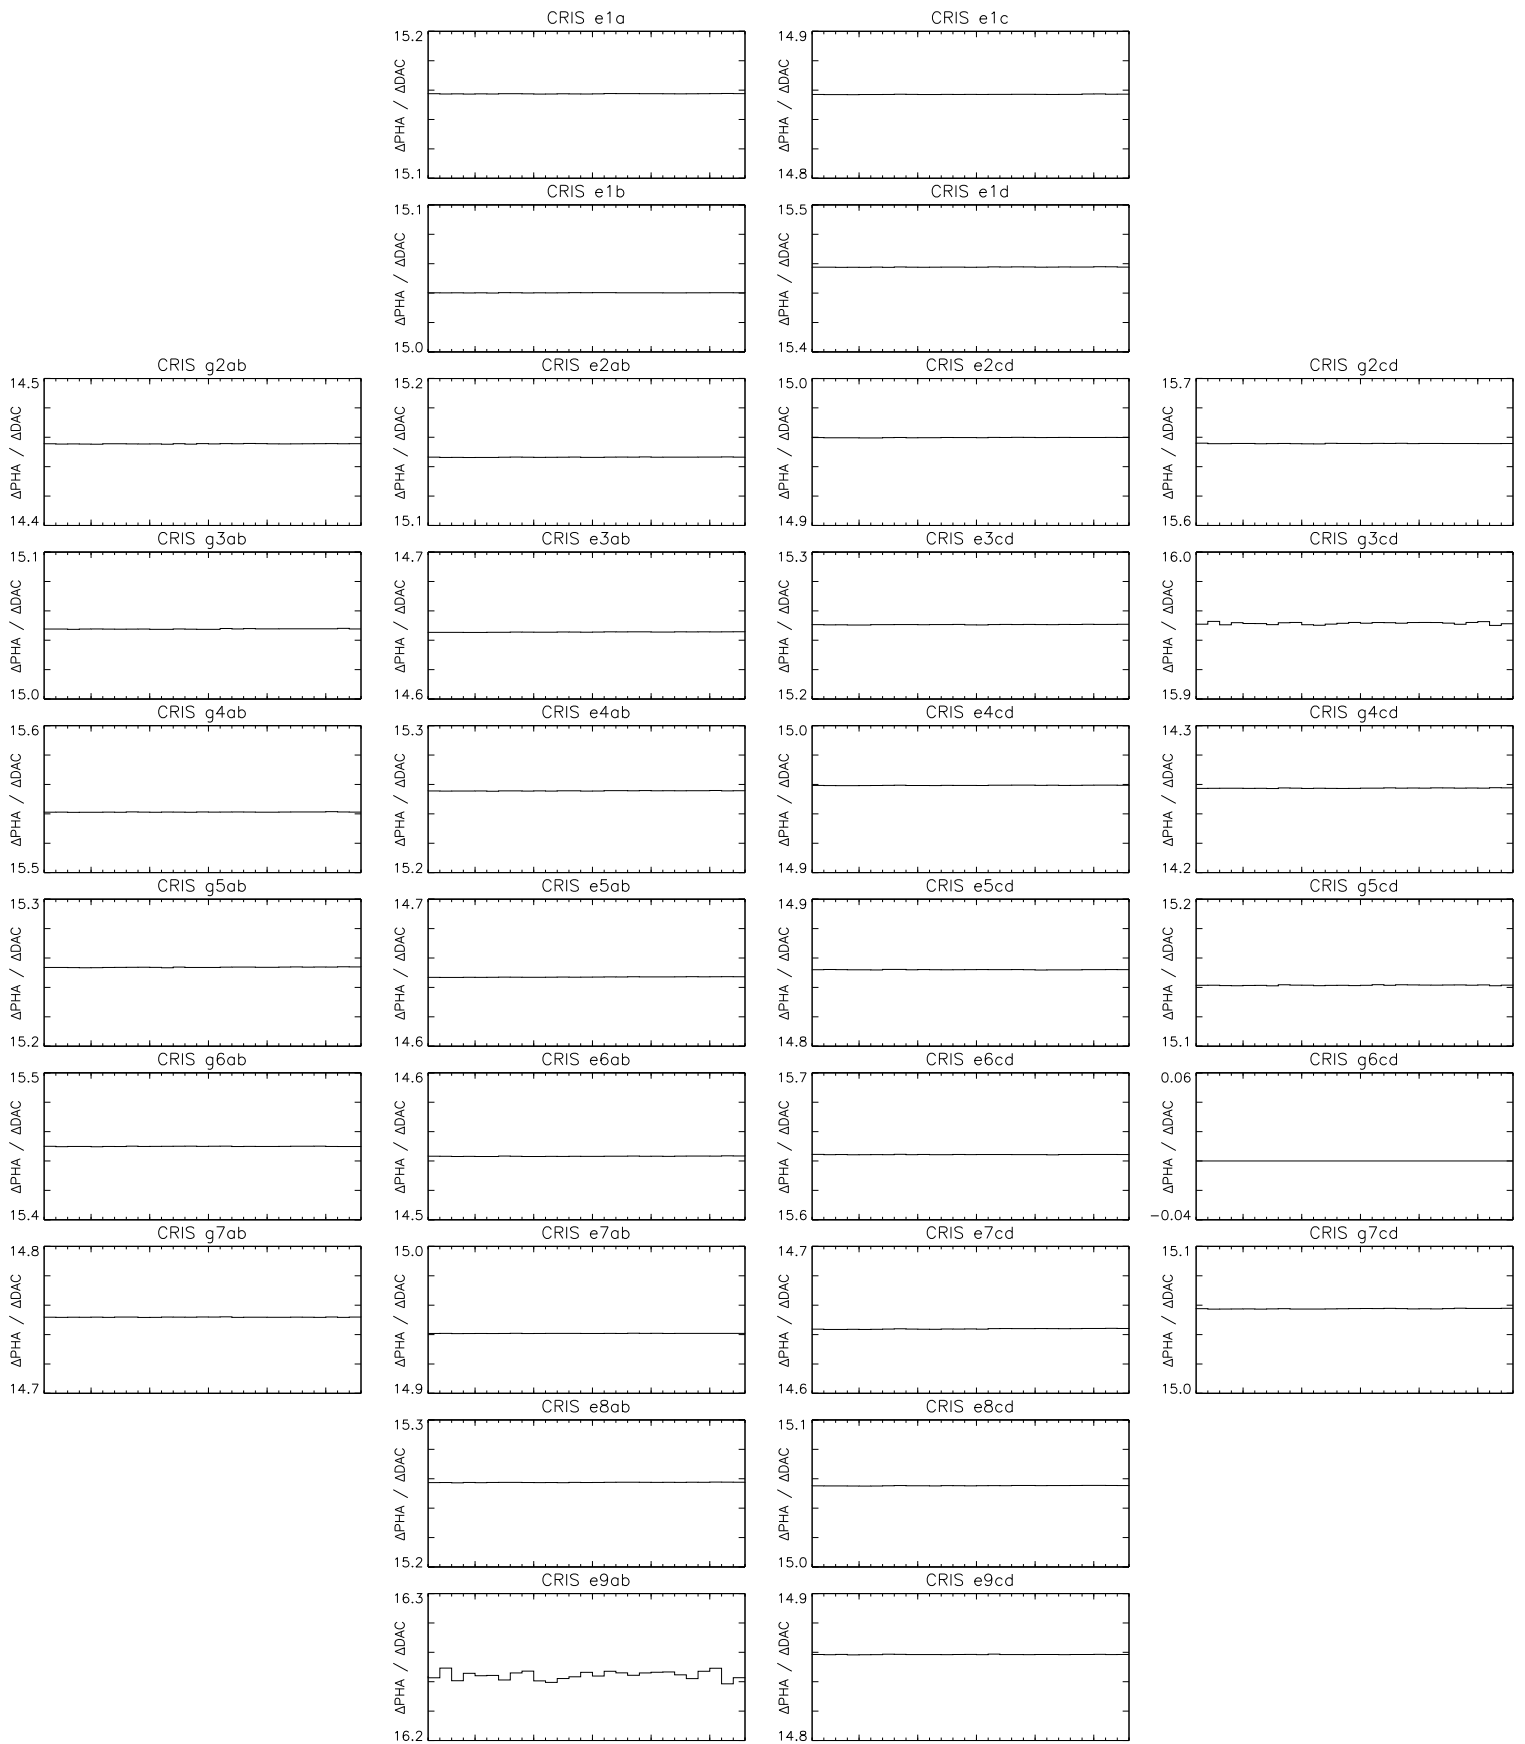 CRIS e1a
15.2
ΔPHA / ΔDAC
15.1
CRIS e1c
14.9
ΔPHA / ΔDAC
14.8
CRIS e1b
15.1
ΔPHA / ΔDAC
15.0
CRIS e1d
15.5
ΔPHA / ΔDAC
15.4
CRIS g2ab
14.5
ΔPHA / ΔDAC
14.4
CRIS e2ab
15.2
ΔPHA / ΔDAC
15.1
CRIS e2cd
15.0
ΔPHA / ΔDAC
14.9
CRIS g2cd
15.7
ΔPHA / ΔDAC
15.6
CRIS g3ab
15.1
ΔPHA / ΔDAC
15.0
CRIS e3ab
14.7
ΔPHA / ΔDAC
14.6
CRIS e3cd
15.3
ΔPHA / ΔDAC
15.2
CRIS g3cd
16.0
ΔPHA / ΔDAC
15.9
CRIS g4ab
15.6
ΔPHA / ΔDAC
15.5
CRIS e4ab
15.3
ΔPHA / ΔDAC
15.2
CRIS e4cd
15.0
ΔPHA / ΔDAC
14.9
CRIS g4cd
14.3
ΔPHA / ΔDAC
14.2
CRIS g5ab
15.3
ΔPHA / ΔDAC
15.2
CRIS e5ab
14.7
ΔPHA / ΔDAC
14.6
CRIS e5cd
14.9
ΔPHA / ΔDAC
14.8
CRIS g5cd
15.2
ΔPHA / ΔDAC
15.1
CRIS g6ab
15.5
ΔPHA / ΔDAC
15.4
CRIS e6ab
14.6
ΔPHA / ΔDAC
14.5
CRIS e6cd
15.7
ΔPHA / ΔDAC
15.6
CRIS g6cd
0.06
ΔPHA / ΔDAC
−0.04
CRIS g7ab
14.8
ΔPHA / ΔDAC
14.7
CRIS e7ab
15.0
ΔPHA / ΔDAC
14.9
CRIS e7cd
14.7
ΔPHA / ΔDAC
14.6
CRIS g7cd
15.1
ΔPHA / ΔDAC
15.0
CRIS e8ab
15.3
ΔPHA / ΔDAC
15.2
CRIS e8cd
15.1
ΔPHA / ΔDAC
15.0
CRIS e9ab
16.3
ΔPHA / ΔDAC
16.2
CRIS e9cd
14.9
ΔPHA / ΔDAC
14.8